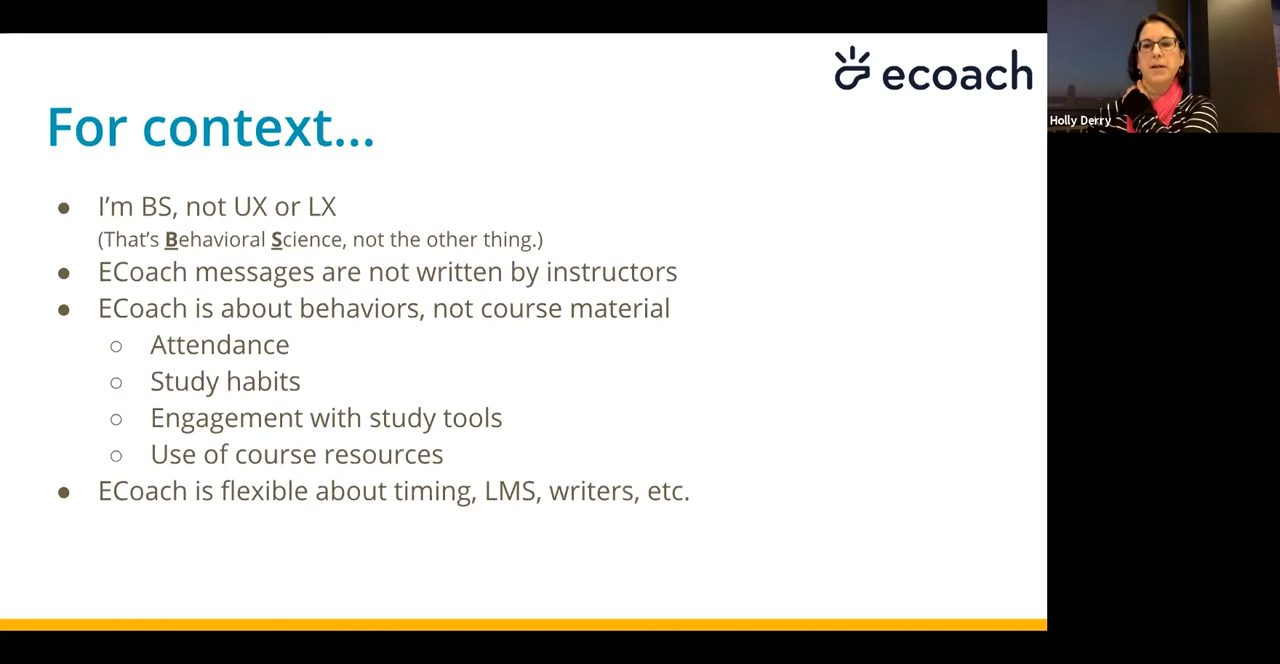 ecoach
For context...
● I'm BS, not UX or LX
(That's Behavioral Science, not the other thing.)
● ECoach messages are not written by instructors
● ECoach is about behaviors, not course material
○ Attendance
○ Study habits
○ Engagement with study tools
○ Use of course resources
● ECoach is flexible about timing, LMS, writers, etc.
Holly Derry